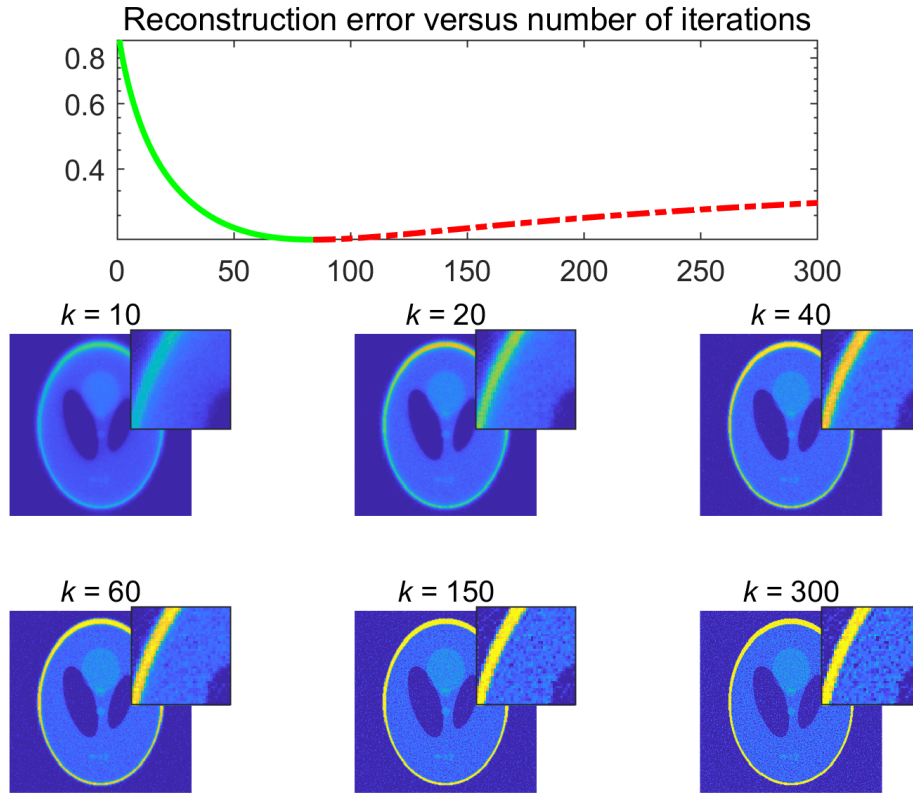 Reconstruction error versus number of iterations
0.8
0.6
0.4
0 50 100 150 200 250 300
k = 10 k = 20 k = 40
k = 60 k = 150 k = 300